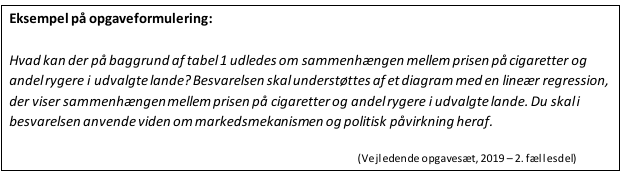 Eksempel på opgaveformulering:
Hvad kan der på baggrund af tabel 1 udledes om sammenhængen mellem prisen på cigaretter og
andel rygere i udvalgte lande? Besvarelsen skal understøttes af et diagram med en lineær regression,
der viser sammenhængen mellem prisen på cigaretter og andel rygere i udvalgte lande. Du skal i
besvarelsen anvende viden om markedsmekanismen og politisk påvirkning heraf.
(Vejledende opgavesæt, 2019 – 2. fællesdel)